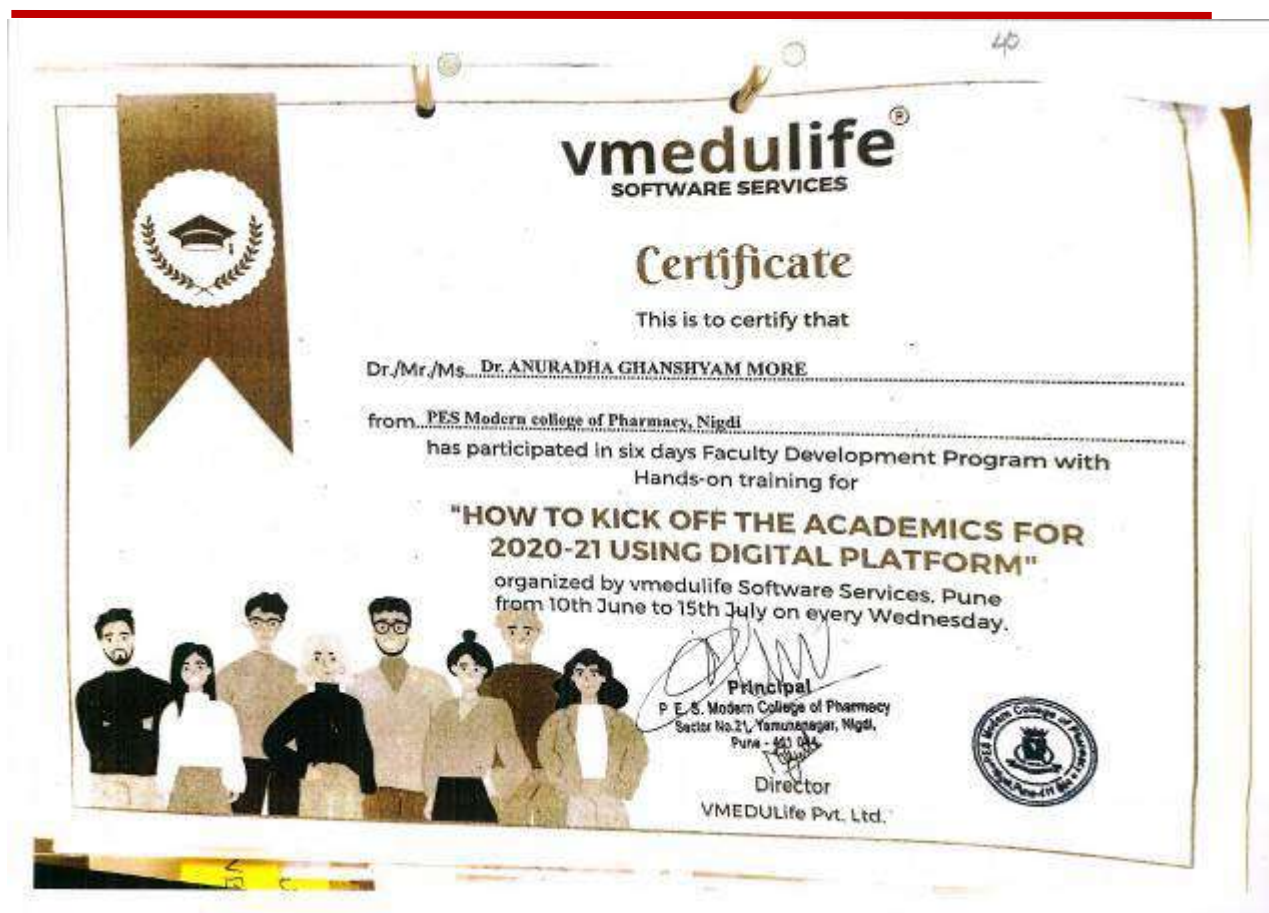 40
vmedulife®
SOFTWARE SERVICES
Certificate
This is to certify that
Dr./Mr./Ms. Dr. ANURADHA GHANSHYAM MORE
from PES Modern college of Pharmacy, Nigdi
has participated in six days Faculty Development Program with
Hands-on training for
"HOW TO KICK OFF THE ACADEMICS FOR
2020-21 USING DIGITAL PLATFORM"
organized by vmedulife Software Services, Pune
from 10th June to 15th July on every Wednesday.
Principal
P. E. S. Modern College of Pharmacy
Sector No.21, Yamunanagar, Nigdi,
Pune -
Director
VMEDULife Pvt. Ltd.
Modern College of